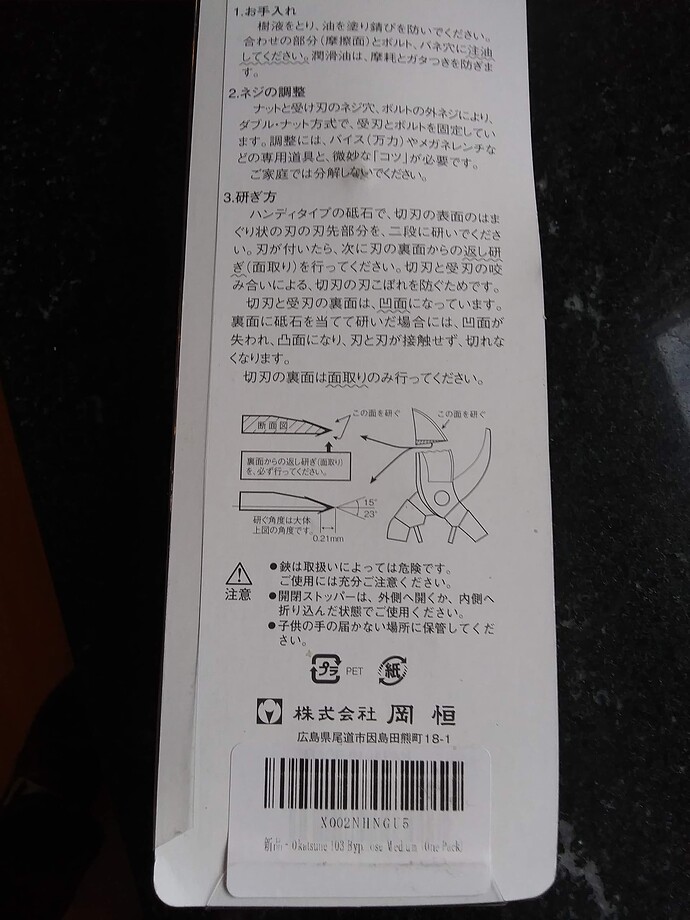 1.お手入れ
樹液をとり、油を塗り錆びを防いでください。
合わせの部分(摩擦面)とボルト、バネ穴に注油
してください。潤滑油は、摩耗とガタつきを防ぎま
す。
2.ネジの調整
ナットと受け刃のネジ穴、ボルトの外ネジにより、
ダブル・ナット方式で、受刃とボルトを固定してい
ます。調整には、バイス(万力)やメガネレンチな
どの専用道具と、微妙な「コツ」が必要です。
ご家庭では分解しないでください。
3.研ぎ方
ハンディタイプの砥石で、切刃の表面のはま
ぐり状の刃の刃先部分を、二段に研いでくださ
い。刃が付いたら、次に刃の裏面からの返し研
ぎ(面取り)を行ってください。切刃と受刃の咬
み合いによる、切刃の刃こぼれを防ぐためです。
切刃と受刃の裏面は、凹面になっています。
裏面に砥石を当てて研いだ場合には、凹面が
失われ、凸面になり、刃と刃が接触せず、切れな
くなります。
切刃の裏面は面取りのみ行ってください。
断面図
この面を研ぐ
この面を研ぐ
裏面からの返し研ぎ(面取り)
を、必ず行ってください。
15°
23°
研ぐ角度は大体
上図の角度です。
0.21mm
注意
●鋏は取扱いによっては危険です。
ご使用には充分ご注意ください。
●開閉ストッパーは、外側へ開くか、内側へ
折り込んだ状態でご使用ください。
●子供の手の届かない場所に保管してくだ
さい。
プラ PET 紙
株式会社 岡恒
広島県尾道市因島田熊町18-1
X002NHNGU5
新品 - Okatsune 103 Medium (One Pack)